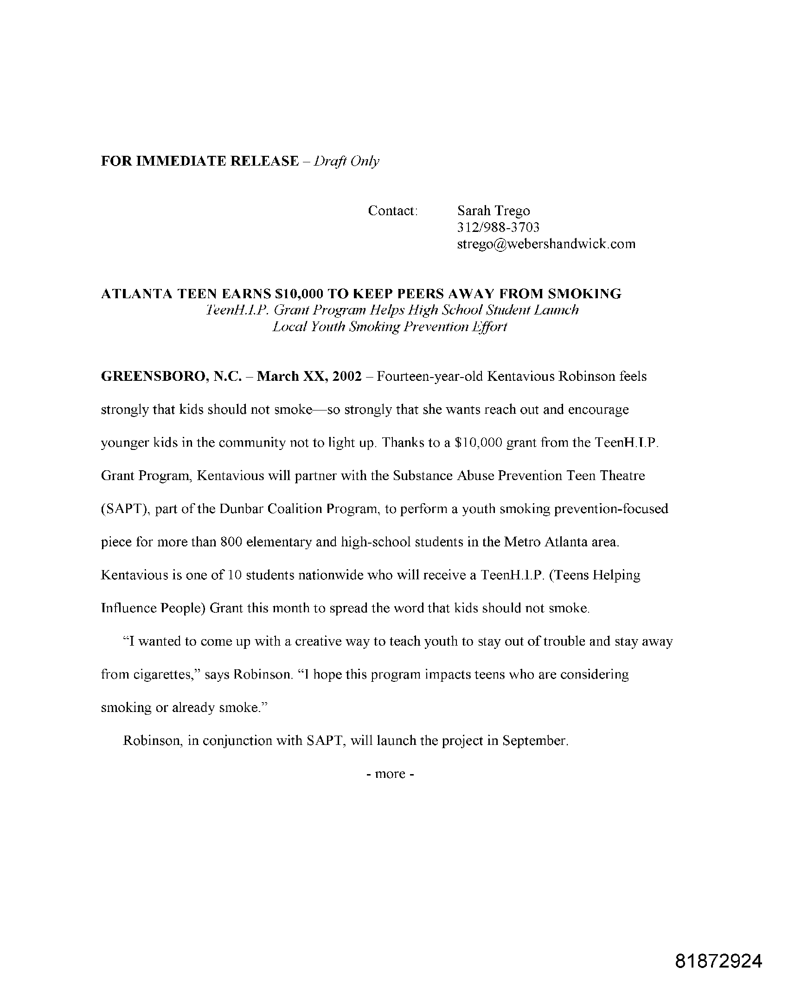 FOR IMMEDIATE RELEASE – Draft Only
Contact: Sarah Trego
312/988-3703
strego@webershandwick.com
ATLANTA TEEN EARNS $10,000 TO KEEP PEERS AWAY FROM SMOKING
TeenH.I.P. Grant Program Helps High School Student Launch
Local Youth Smoking Prevention Effort
GREENSBORO, N.C. – March XX, 2002 – Fourteen-year-old Kentavious Robinson feels
strongly that kids should not smoke—so strongly that she wants reach out and encourage
younger kids in the community not to light up. Thanks to a $10,000 grant from the TeenH.I.P.
Grant Program, Kentavious will partner with the Substance Abuse Prevention Teen Theatre
(SAPT), part of the Dunbar Coalition Program, to perform a youth smoking prevention-focused
piece for more than 800 elementary and high-school students in the Metro Atlanta area.
Kentavious is one of 10 students nationwide who will receive a TeenH.I.P. (Teens Helping
Influence People) Grant this month to spread the word that kids should not smoke.
“I wanted to come up with a creative way to teach youth to stay out of trouble and stay away
from cigarettes,” says Robinson. “I hope this program impacts teens who are considering
smoking or already smoke.”
Robinson, in conjunction with SAPT, will launch the project in September.
- more -
81872924